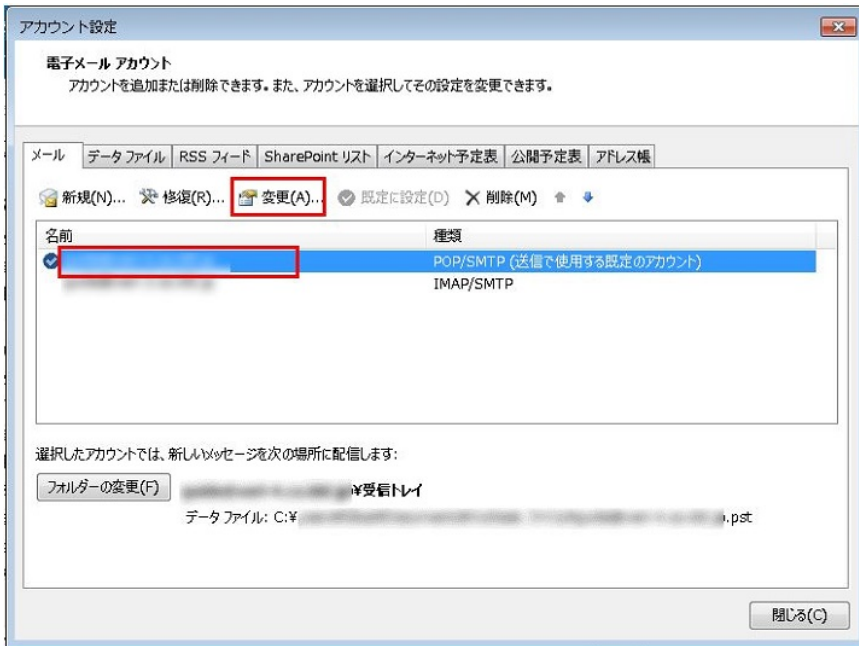 アカウント設定
電子メール アカウント
アカウントを追加または削除できます。また、アカウントを選択してその設定を変更できます。
メール データ ファイル RSS フィード SharePoint リスト インターネット予定表 公開予定表 アドレス帳
新規(N)... 修復(R)... 変更(A)... 既定に設定(D) 削除(M)
名前 種類
POP/SMTP (送信で使用する既定のアカウント)
IMAP/SMTP
選択したアカウントでは、新しいメッセージを次の場所に配信します:
フォルダーの変更(F) ¥受信トレイ
データ ファイル: C:¥ .pst
閉じる(C)